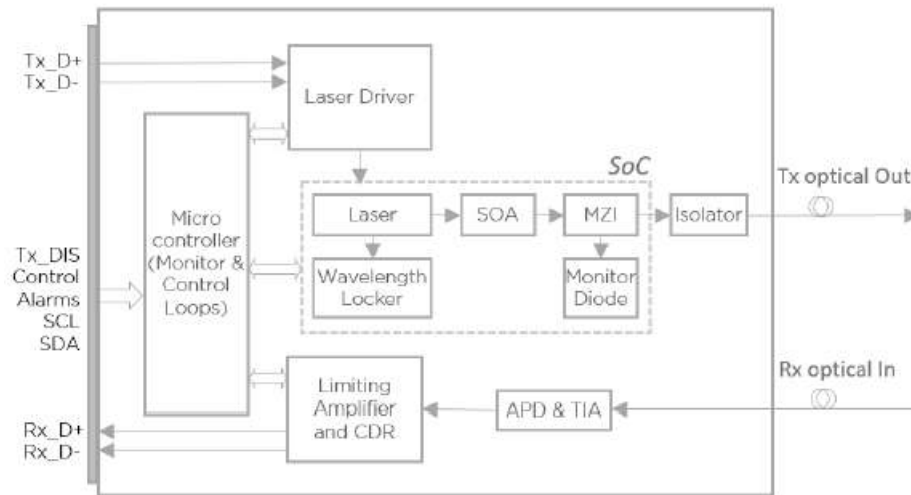 Tx_D+
Tx_D-
Laser Driver
SoC
Tx optical Out
Laser
SOA
MZI
Isolator
Micro
controller
(Monitor &
Control
Loops)
Wavelength
Locker
Monitor
Diode
Tx_DIS
Control
Alarms
SCL
SDA
Rx optical In
Limiting
Amplifier
and CDR
APD & TIA
Rx_D+
Rx_D-